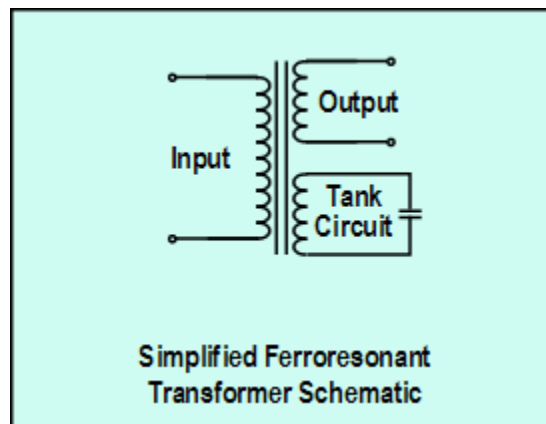 Output
Input
Tank
Circuit
Simplified Ferroresonant
Transformer Schematic